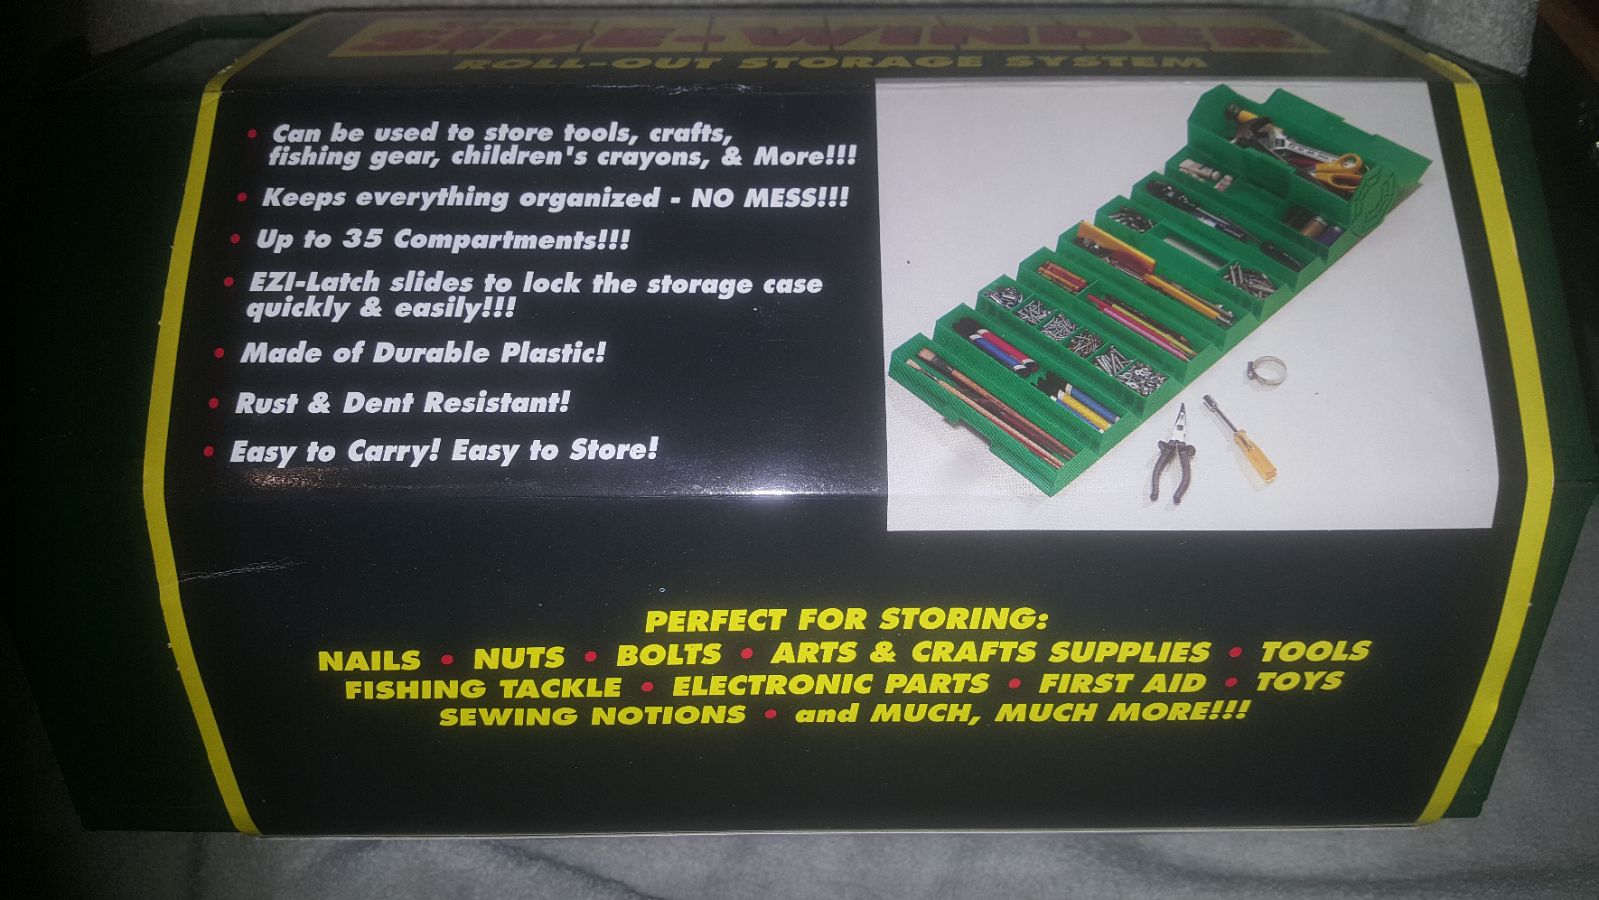 SIDE-WINDER
ROLL-OUT STORAGE SYSTEM
• Can be used to store tools, crafts,
fishing gear, children's crayons, & More!!!
• Keeps everything organized - NO MESS!!!
• Up to 35 Compartments!!!
• EZI-Latch slides to lock the storage case
quickly & easily!!!
• Made of Durable Plastic!
• Rust & Dent Resistant!
• Easy to Carry! Easy to Store!
PERFECT FOR STORING:
NAILS • NUTS • BOLTS • ARTS & CRAFTS SUPPLIES • TOOLS
FISHING TACKLE • ELECTRONIC PARTS • FIRST AID • TOYS
SEWING NOTIONS • and MUCH, MUCH MORE!!!